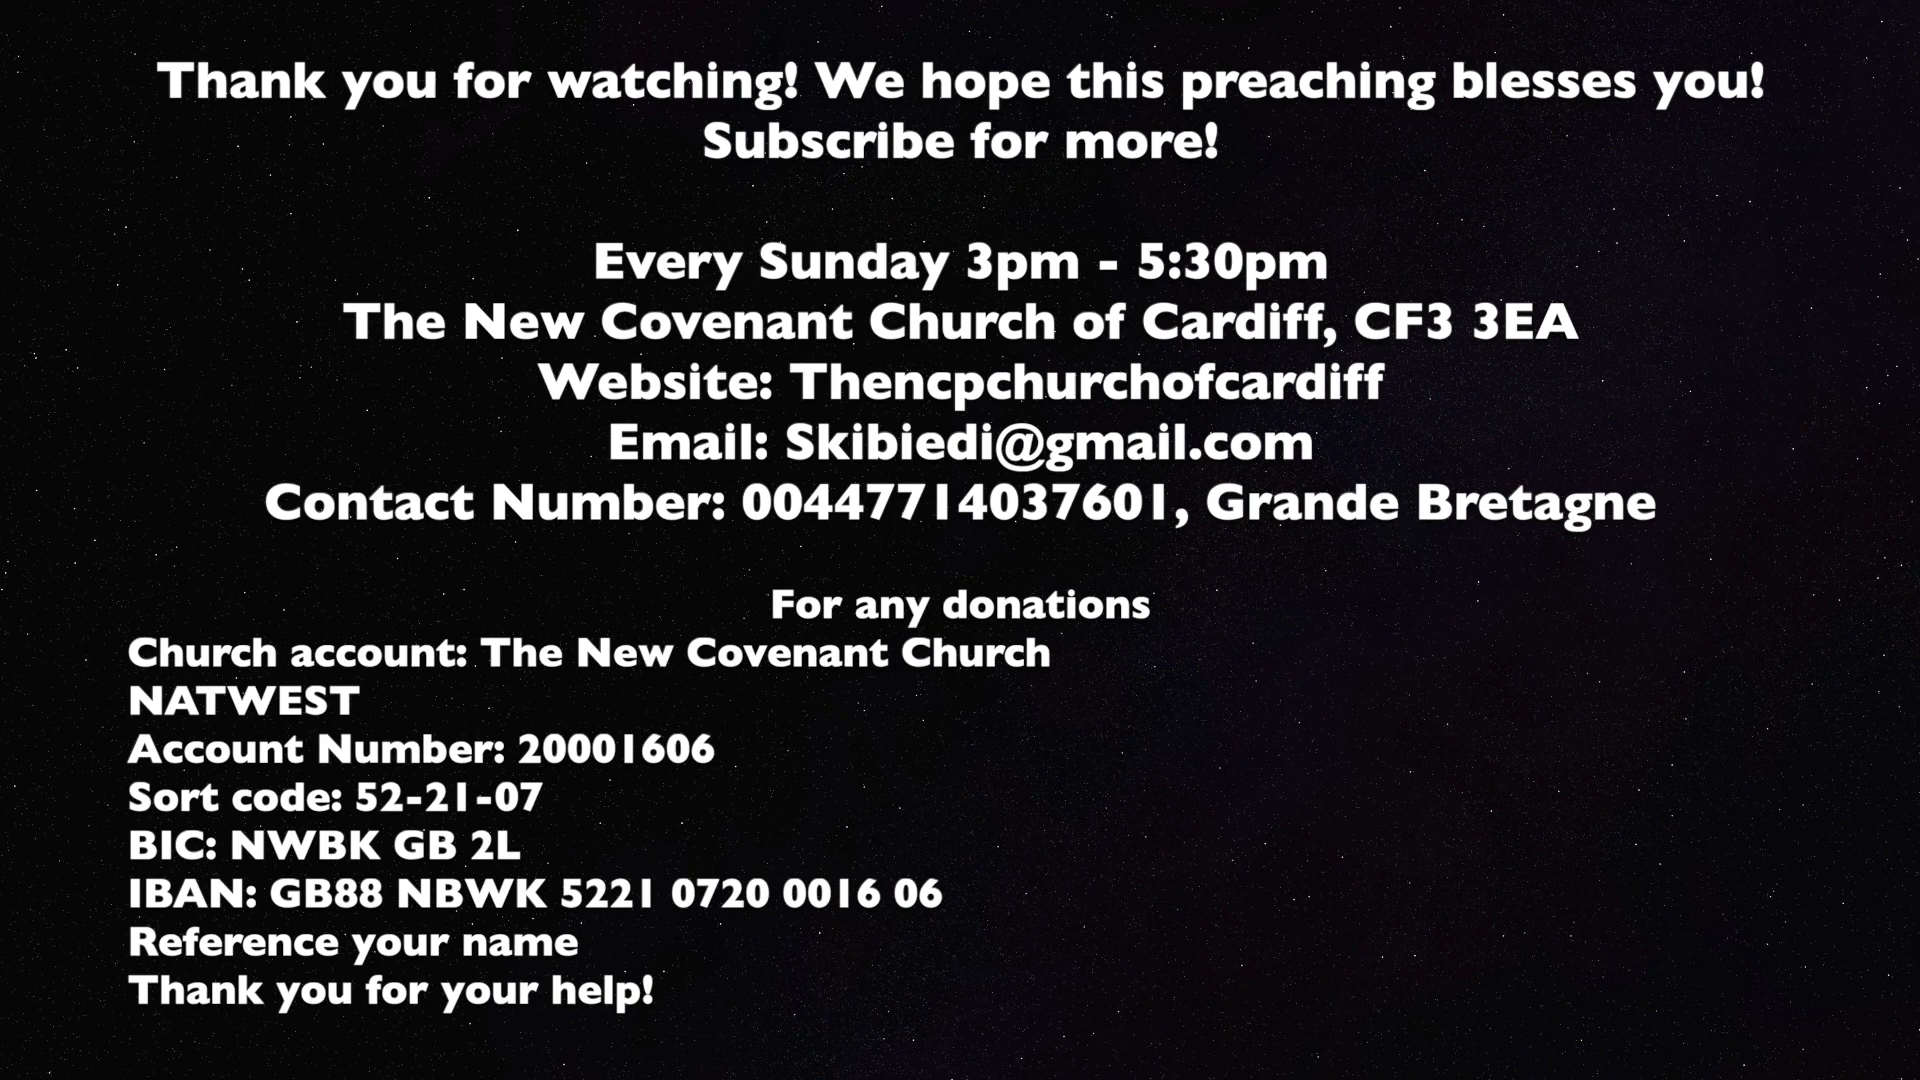 Thank you for watching! We hope this preaching blesses you!
Subscribe for more!
Every Sunday 3pm - 5:30pm
The New Covenant Church of Cardiff, CF3 3EA
Website: Thencpchurchofcardiff
Email: Skibiedi@gmail.com
Contact Number: 00447714037601, Grande Bretagne
For any donations
Church account: The New Covenant Church
NATWEST
Account Number: 20001606
Sort code: 52-21-07
BIC: NWBK GB 2L
IBAN: GB88 NBWK 5221 0720 0016 06
Reference your name
Thank you for your help!